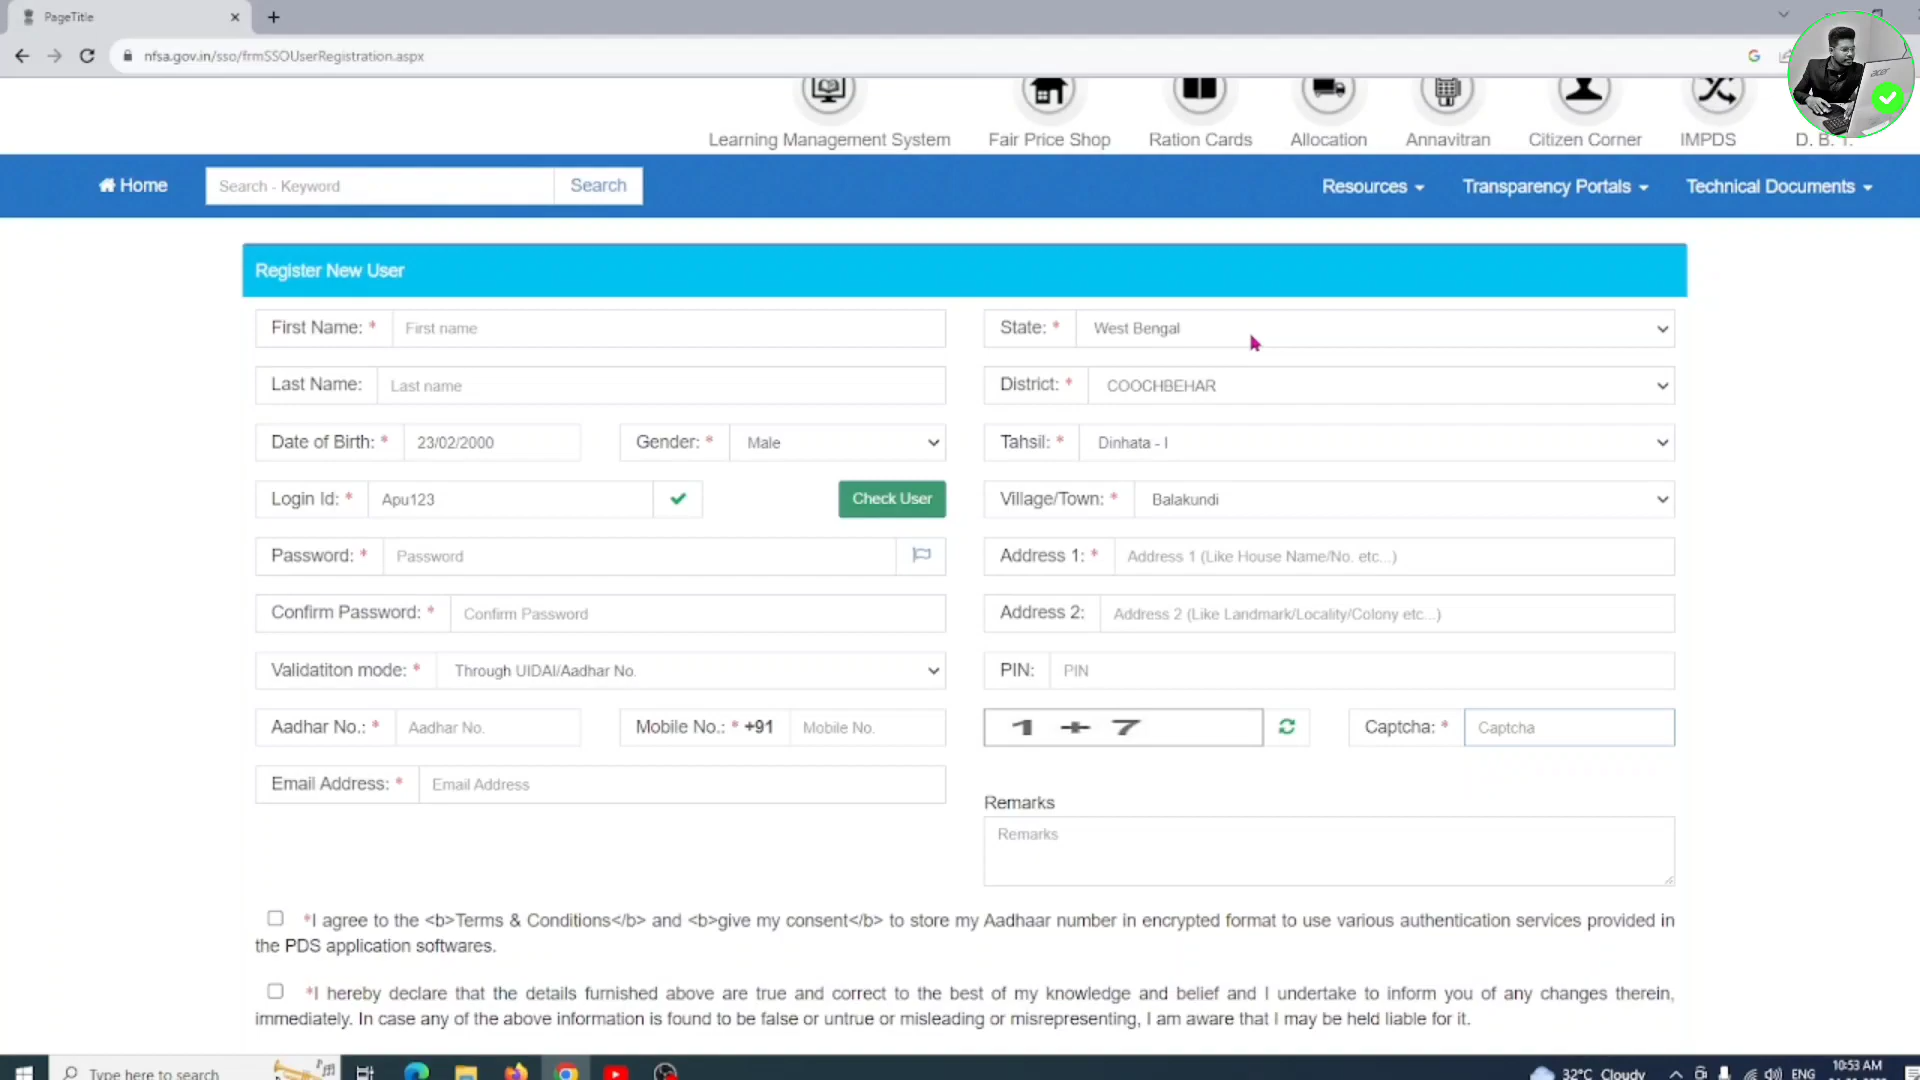 PageTitle
nfsa.gov.in/sso/frmSSOUserRegistration.aspx
Learning Management System Fair Price Shop Ration Cards Allocation Annavitran Citizen Corner IMPDS D. B. T.
Home Search - Keyword Search Resources Transparency Portals Technical Documents
Register New User
First Name: * First name
State: * West Bengal
Last Name: Last name
District: * COOCHBEHAR
Date of Birth: * 23/02/2000 Gender: * Male
Tahsil: * Dinhata - I
Login Id: * Apu123 Check User
Village/Town: * Balakundi
Password: * Password
Address 1: * Address 1 (Like House Name/No. etc...)
Confirm Password: * Confirm Password
Address 2: Address 2 (Like Landmark/Locality/Colony etc...)
Validatiton mode: * Through UIDAI/Aadhar No.
PIN: PIN
Aadhar No.: * Aadhar No. Mobile No.: * +91 Mobile No.
1 + 7 Captcha: * Captcha
Email Address: * Email Address
Remarks
Remarks
*I agree to the <b>Terms & Conditions</b> and <b>give my consent</b> to store my Aadhaar number in encrypted format to use various authentication services provided in
the PDS application softwares.
*I hereby declare that the details furnished above are true and correct to the best of my knowledge and belief and I undertake to inform you of any changes therein,
immediately. In case any of the above information is found to be false or untrue or misleading or misrepresenting, I am aware that I may be held liable for it.
Type here to search 32°C Cloudy ENG 10:53 AM
acer